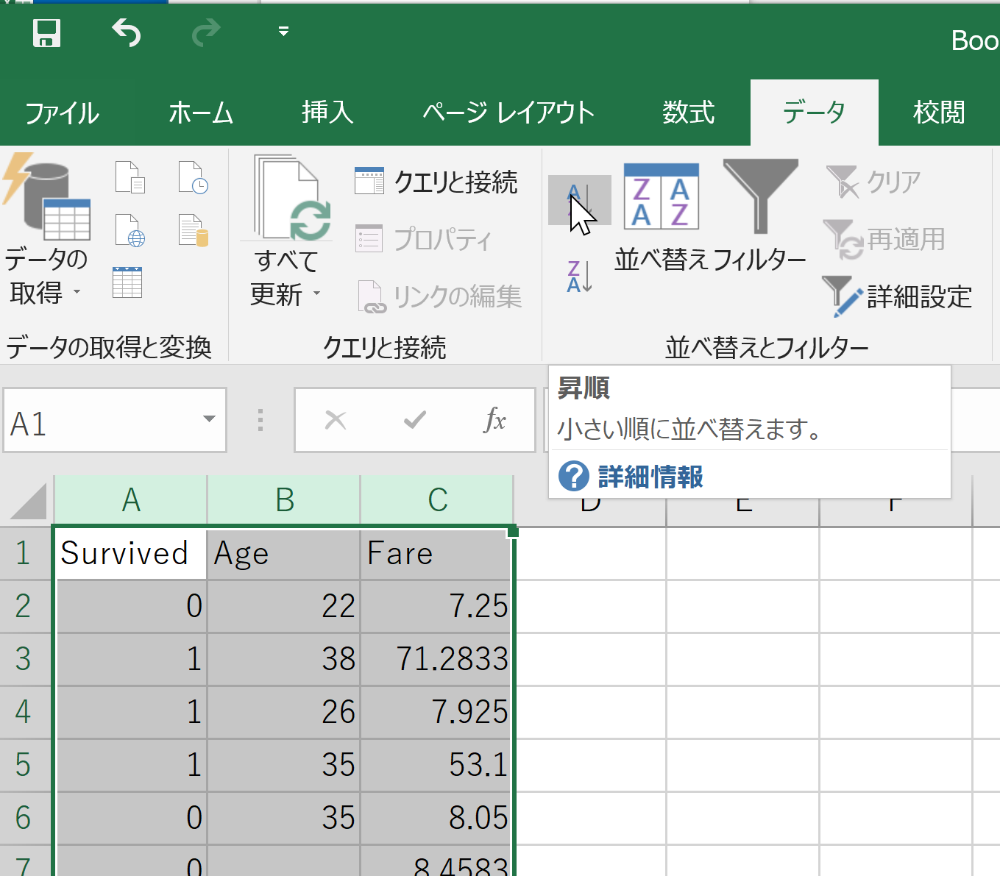 Boo
ファイル ホーム 挿入 ページ レイアウト 数式 データ 校閲
データの
取得
すべて
更新
クエリと接続
プロパティ
リンクの編集
並べ替え フィルター
クリア
再適用
詳細設定
データの取得と変換 クエリと接続 並べ替えとフィルター
昇順
小さい順に並べ替えます。
詳細情報
A1 fx
A B C D E F
1 Survived Age Fare
2 0 22 7.25
3 1 38 71.2833
4 1 26 7.925
5 1 35 53.1
6 0 35 8.05
7 0 8.4583